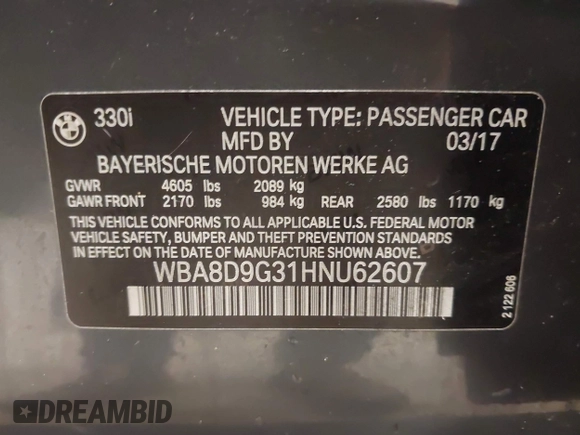 330i VEHICLE TYPE: PASSENGER CAR
MFD BY 03/17
BAYERISCHE MOTOREN WERKE AG
GVWR 4605 lbs 2089 kg
GAWR FRONT 2170 lbs 984 kg REAR 2580 lbs 1170 kg
THIS VEHICLE CONFORMS TO ALL APPLICABLE U.S. FEDERAL MOTOR
VEHICLE SAFETY, BUMPER AND THEFT PREVENTION STANDARDS
IN EFFECT ON THE DATE OF MANUFACTURE SHOWN ABOVE.
WBA8D9G31HNU62607
2 122 606
DREAMBID